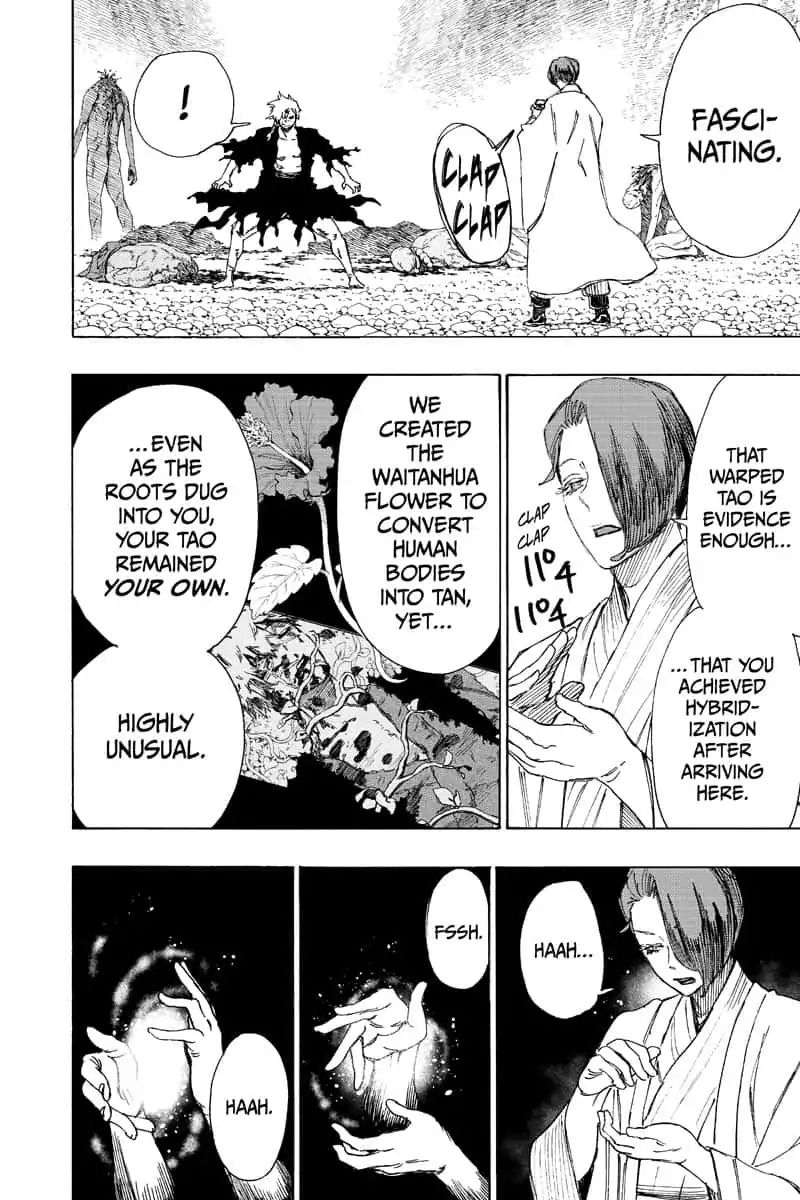 FASCI-
NATING.
CLAP
CLAP
!
THAT
WARPED
TAO IS
EVIDENCE
ENOUGH...
CLAP
CLAP
...THAT YOU
ACHIEVED
HYBRID-
IZATION
AFTER
ARRIVING
HERE.
WE
CREATED
THE
WAITANHUA
FLOWER TO
CONVERT
HUMAN
BODIES
INTO TAN,
YET...
...EVEN
AS THE
ROOTS DUG
INTO YOU,
YOUR TAO
REMAINED
YOUR OWN.
HIGHLY
UNUSUAL.
HAAH...
FSSH.
HAAH.